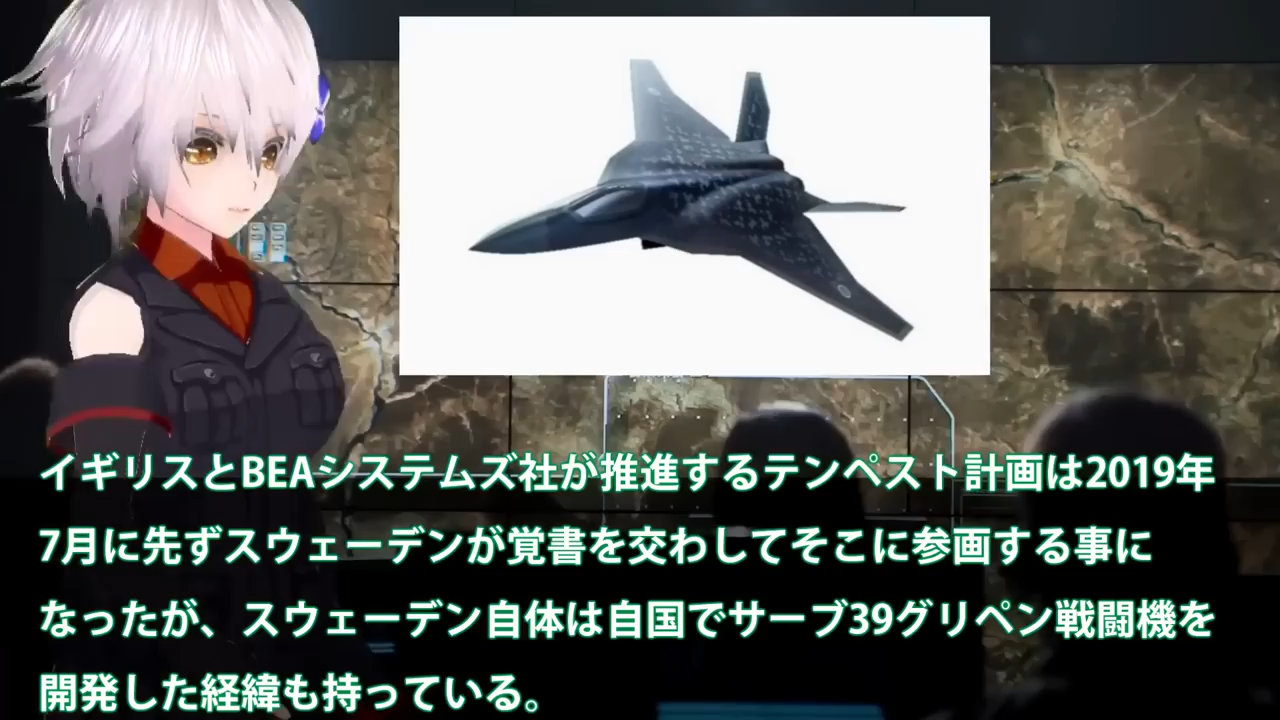 イギリスとBEAシステムズ社が推進するテンペスト計画は2019年
7月に先ずスウェーデンが覚書を交わしてそこに参画する事に
なったが、スウェーデン自体は自国でサーブ39グリペン戦闘機を
開発した経緯も持っている。